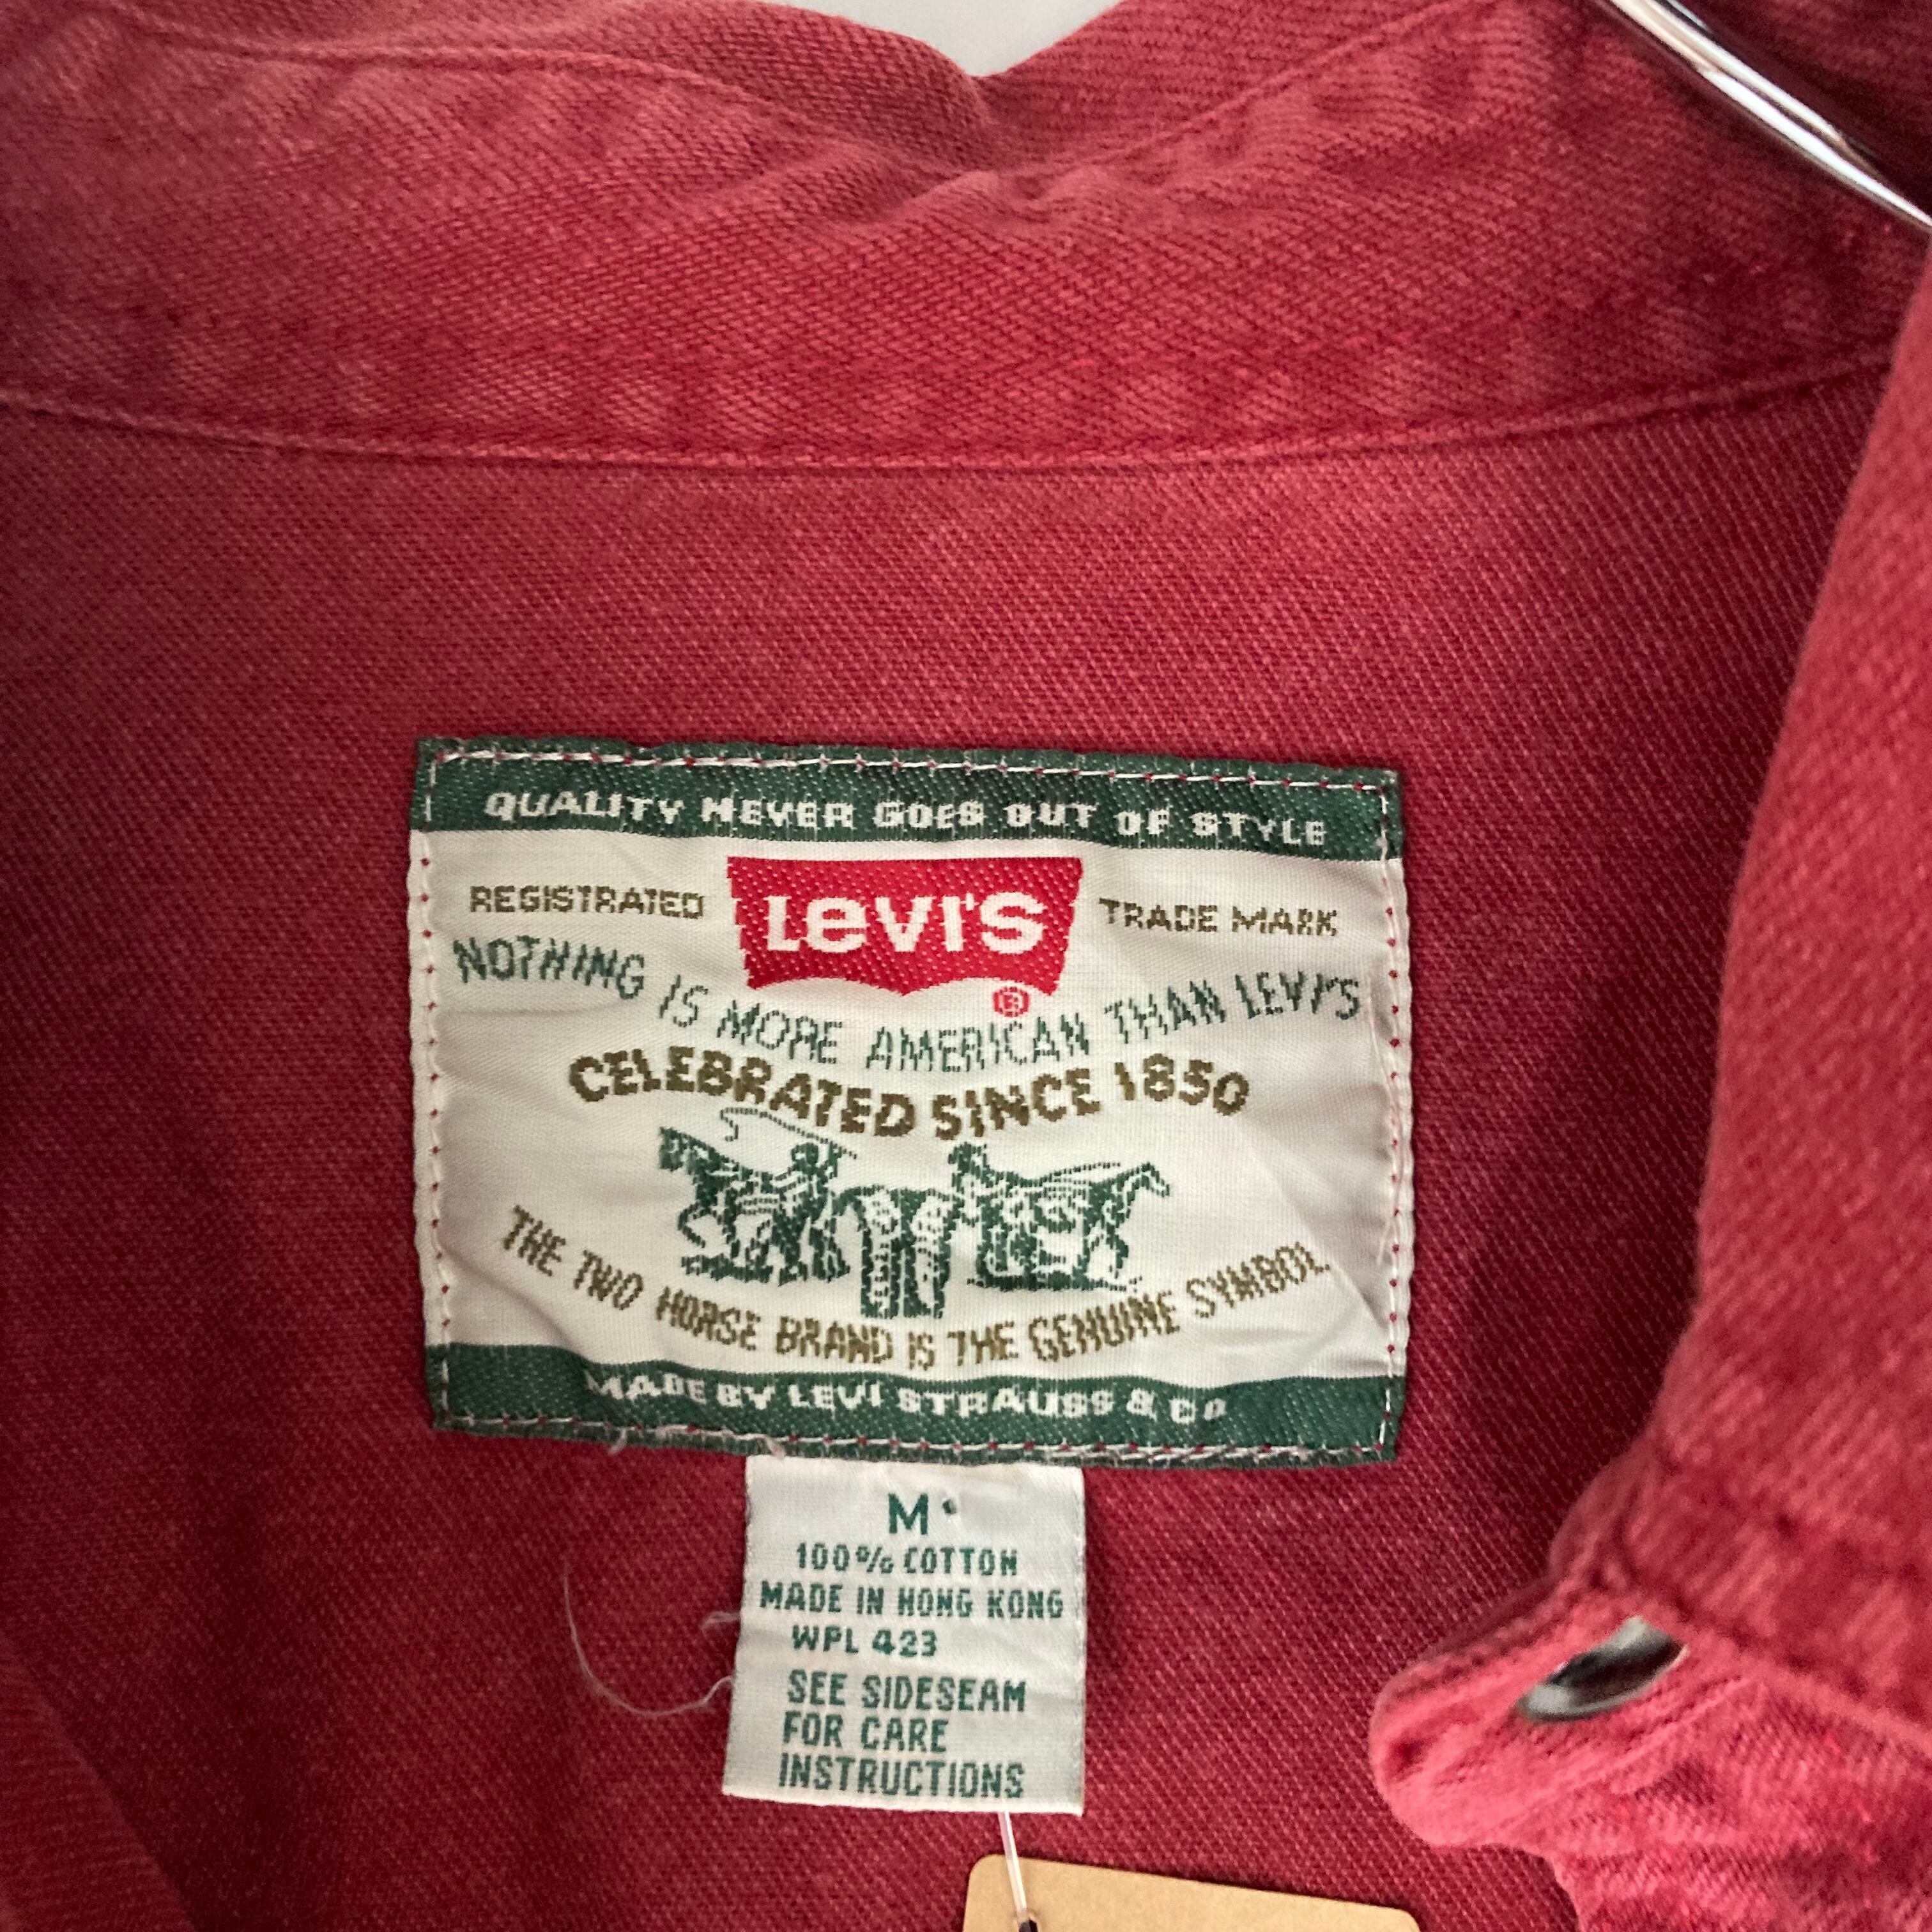 QUALITY NEVER GOES OUT OF STYLE
REGISTRATED LEVI'S TRADE MARK
®
NOTHING IS MORE AMERICAN THAN LEVI'S
CELEBRATED SINCE 1850
THE TWO HORSE BRAND IS THE GENUINE SYMBOL
MADE BY LEVI STRAUSS & CO
M
100% COTTON
MADE IN HONG KONG
WPL 423
SEE SIDESEAM
FOR CARE
INSTRUCTIONS